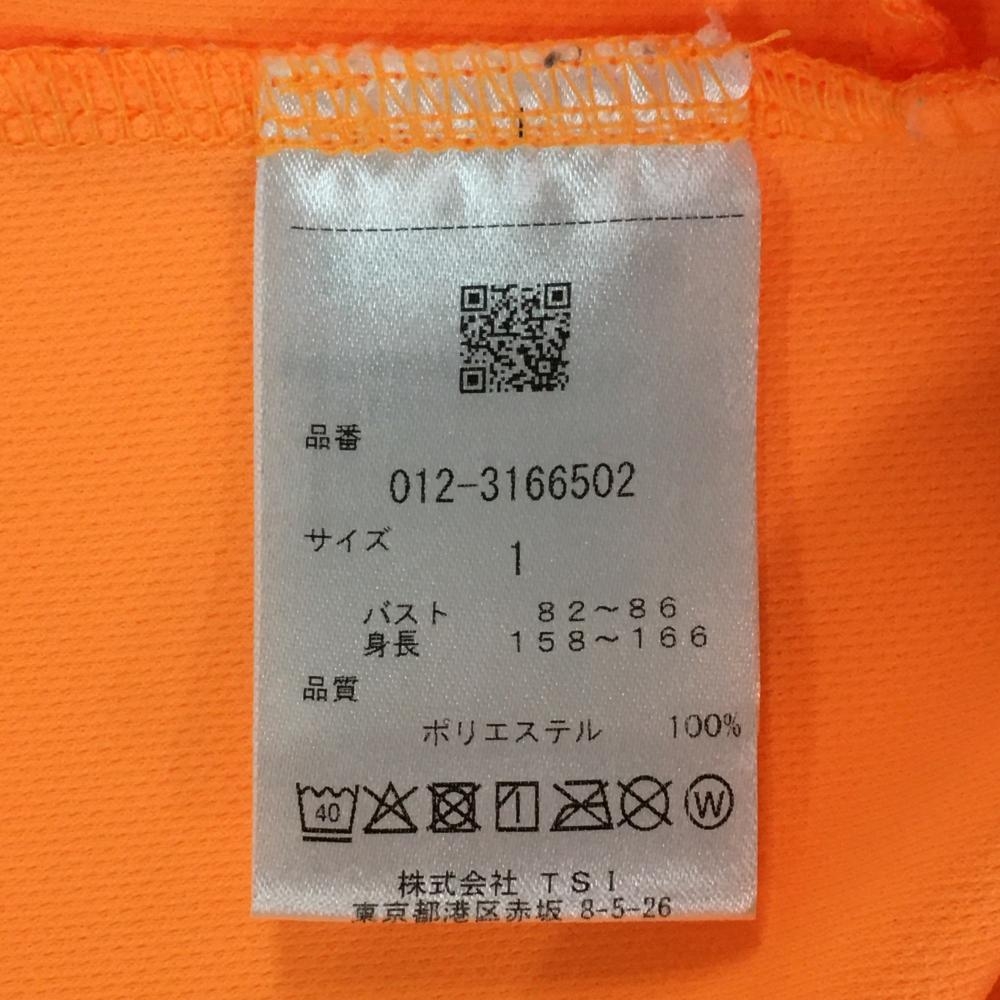 品番
012-3166502
サイズ
1
バスト 82~86
身長 158~166
品質
ポリエステル 100%
40 W
株式会社 TSI
東京都港区赤坂 8-5-26